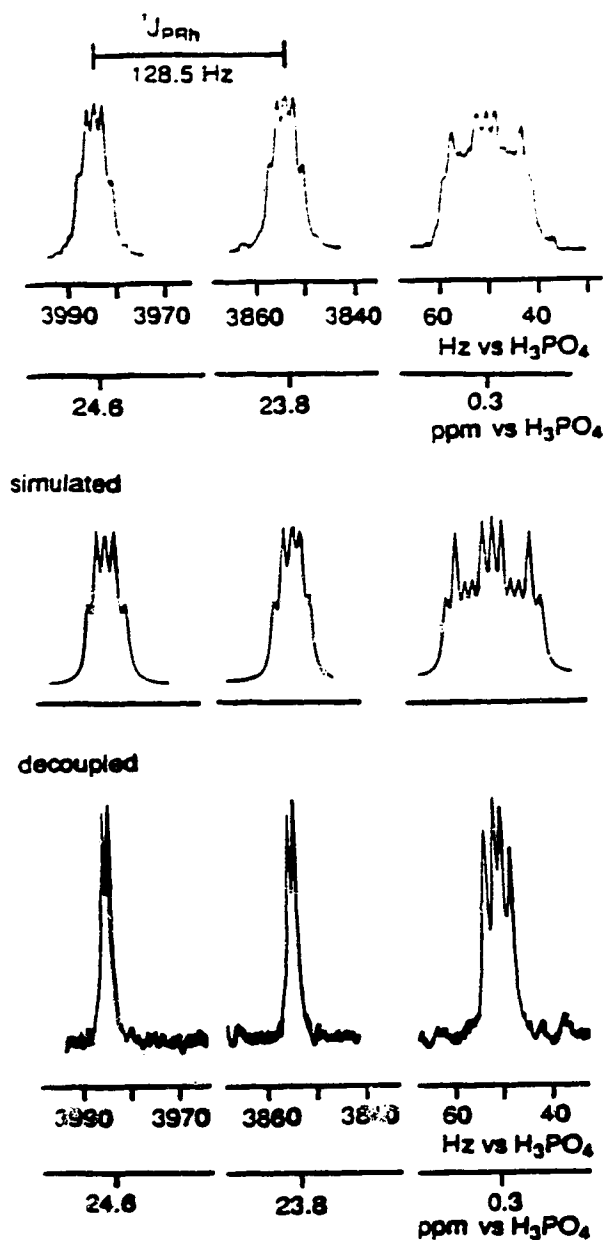 ¹JPRh
128.5 Hz
3990 3970 3860 3840 60 40
Hz vs H₃PO₄
24.6 23.8 0.3
ppm vs H₃PO₄
simulated
decoupled
3990 3970 3860 60 40
Hz vs H₃PO₄
24.6 23.8 0.3
ppm vs H₃PO₄